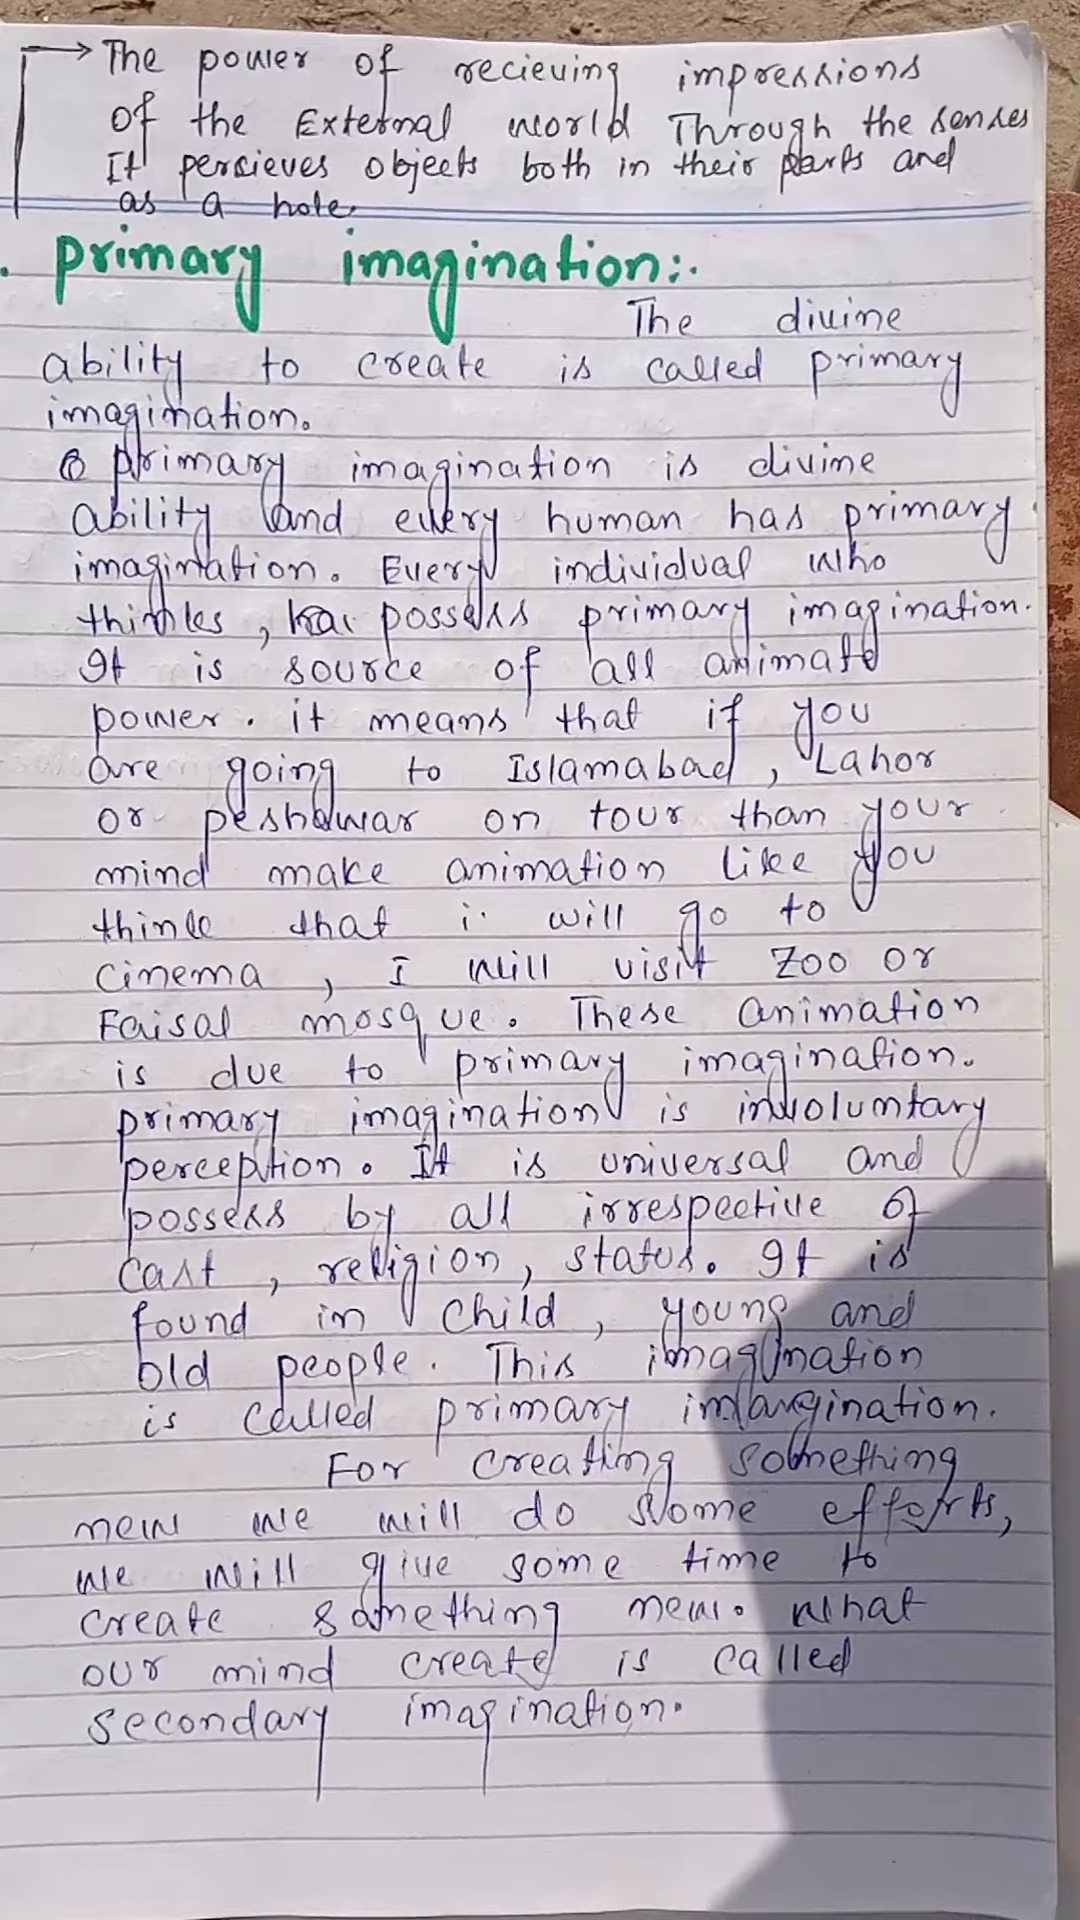 The power of recieving impressions
of the External world Through the senses
It persieves objects both in their parts and
as a hole.
primary imagination:.
The divine
ability to create is called primary
imagination.
primary imagination is divine
ability and every human has primary
imagination. Every individual who
thinks, possess primary imagination.
It is source of all animate
power. it means that if you
are going to Islamabad, Lahor
or peshawar on tour than your
mind make animation like you
think that i will go to
cinema, I will visit zoo or
Faisal mosque. These animation
is due to primary imagination.
primary imagination is involuntary
perception. It is universal and
possess by all irrespective of
cast, religion, status. It is
found in child, young and
old people. This imagination
is called primary imargination.
For creating something
new we will do some efforts,
we will give some time to
create something new. what
our mind create is called
secondary imagination.